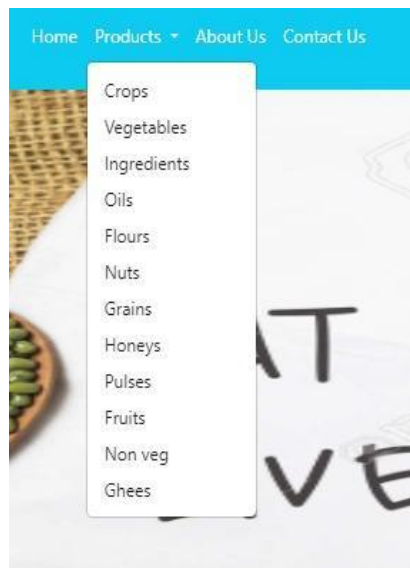 Home Products About Us Contact Us
Crops
Vegetables
Ingredients
Oils
Flours
Nuts
Grains
Honeys
Pulses
Fruits
Non veg
Ghees